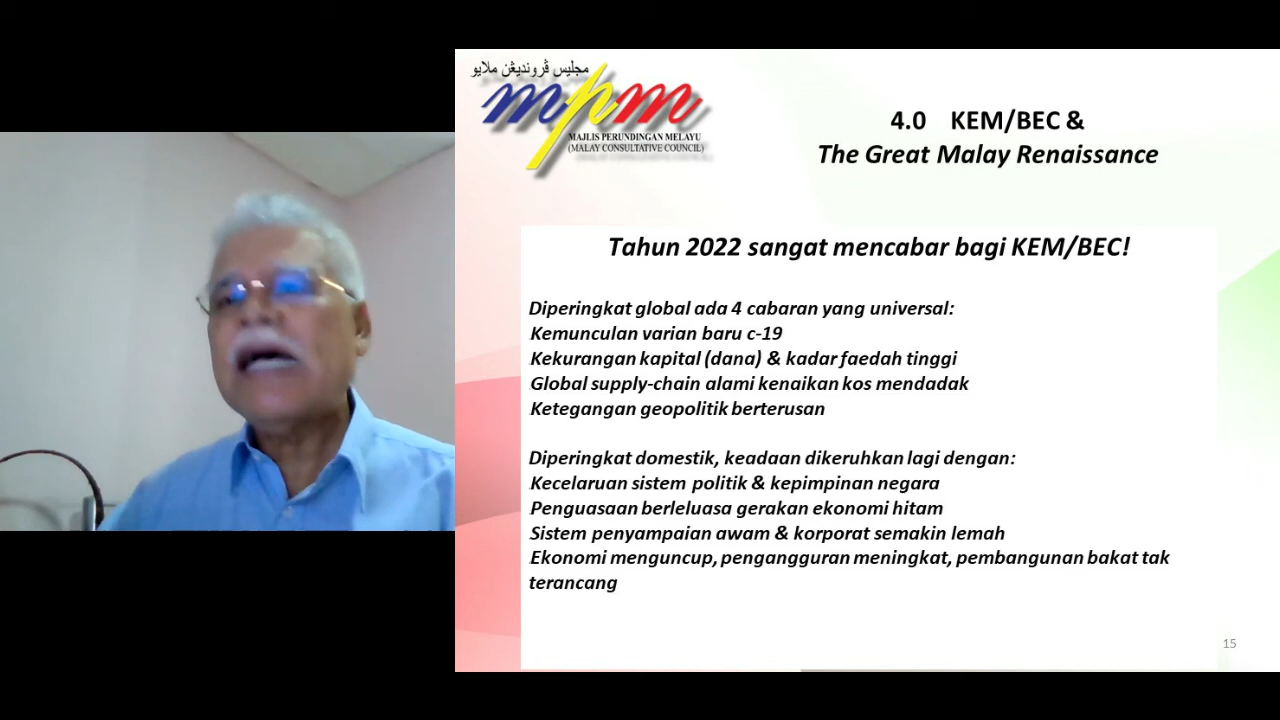 مجليس ڤرونديڠن ملايو
mpm
MAJLIS PERUNDINGAN MELAYU
(MALAY CONSULTATIVE COUNCIL)
4.0 KEM/BEC &
The Great Malay Renaissance
Tahun 2022 sangat mencabar bagi KEM/BEC!
Diperingkat global ada 4 cabaran yang universal:
Kemunculan varian baru c-19
Kekurangan kapital (dana) & kadar faedah tinggi
Global supply-chain alami kenaikan kos mendadak
Ketegangan geopolitik berterusan
Diperingkat domestik, keadaan dikeruhkan lagi dengan:
Kecelaruan sistem politik & kepimpinan negara
Penguasaan berleluasa gerakan ekonomi hitam
Sistem penyampaian awam & korporat semakin lemah
Ekonomi menguncup, pengangguran meningkat, pembangunan bakat tak
terancang
15